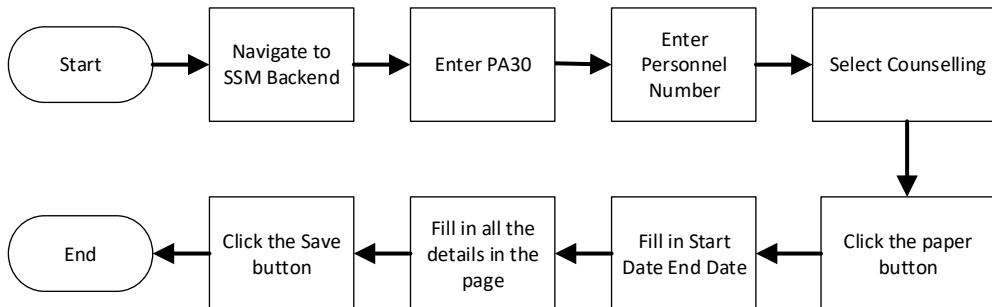 Start
Navigate to
SSM Backend
Enter PA30
Enter
Personnel
Number
Select Counselling
Click the paper
button
Fill in Start
Date End Date
Fill in all the
details in the
page
Click the Save
button
End